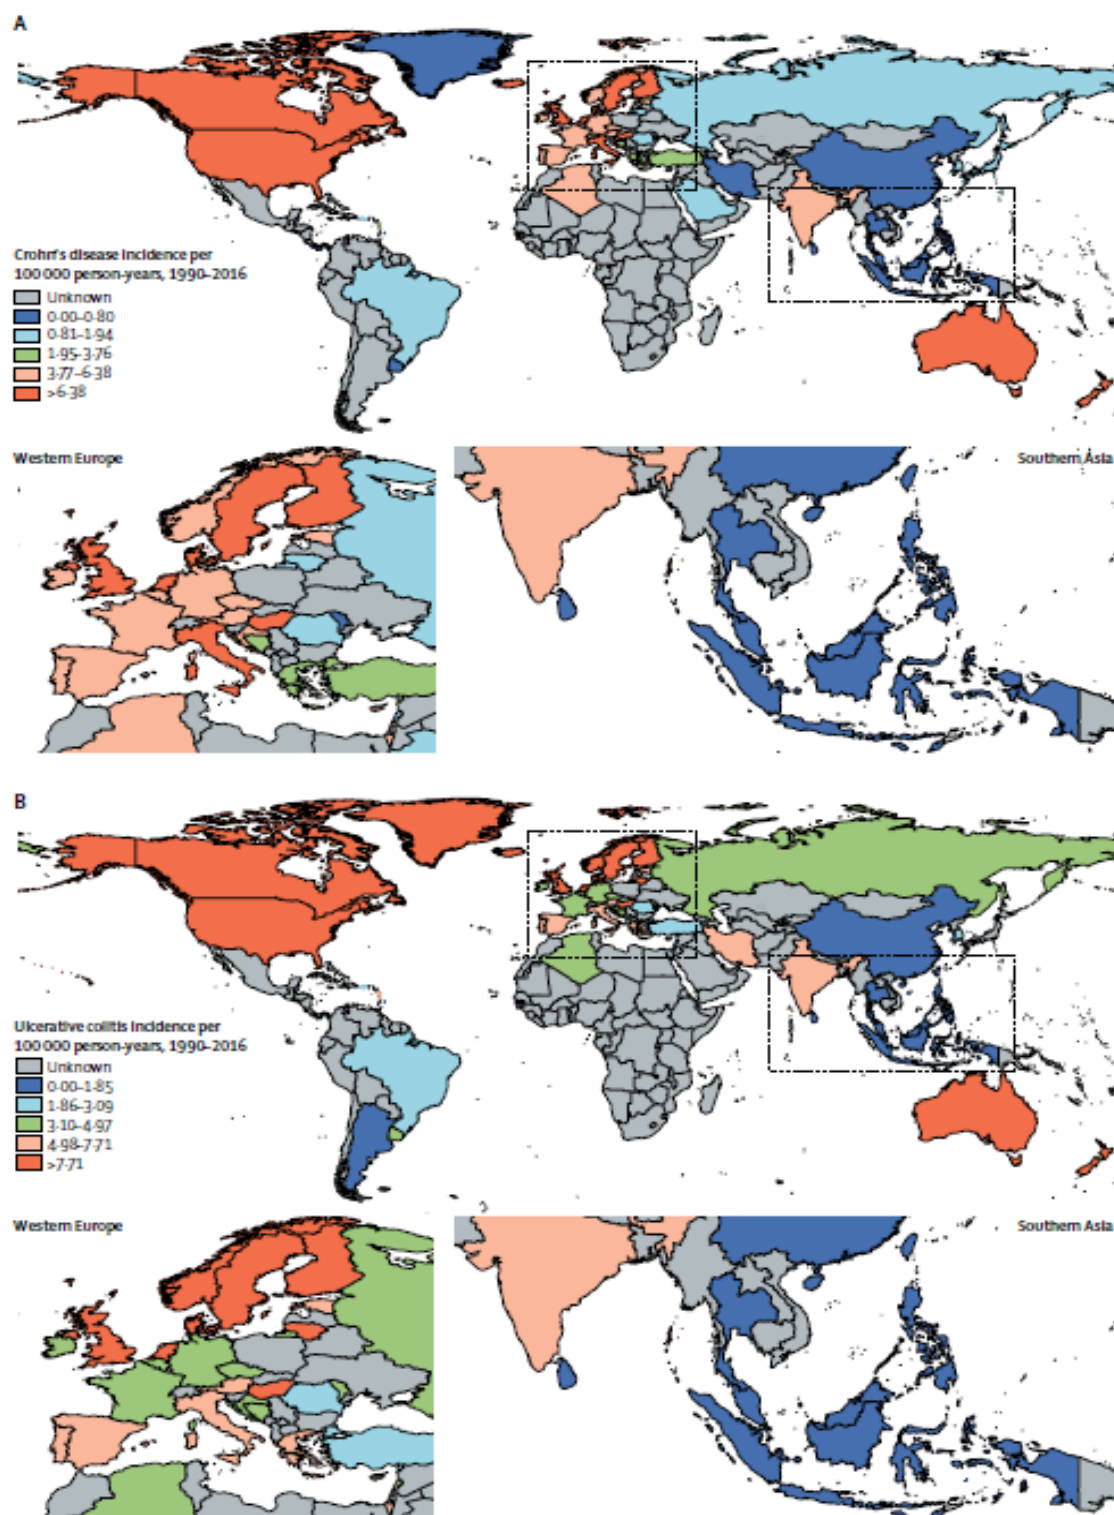 A
Crohn's disease incidence per
100 000 person-years, 1990–2016
Unknown
0·00–0·80
0·81–1·94
1·95–3·76
3·77–6·38
>6·38
Western Europe
Southern Asia
B
Ulcerative colitis incidence per
100 000 person-years, 1990–2016
Unknown
0·00–1·85
1·86–3·09
3·10–4·97
4·98–7·71
>7·71
Western Europe
Southern Asia